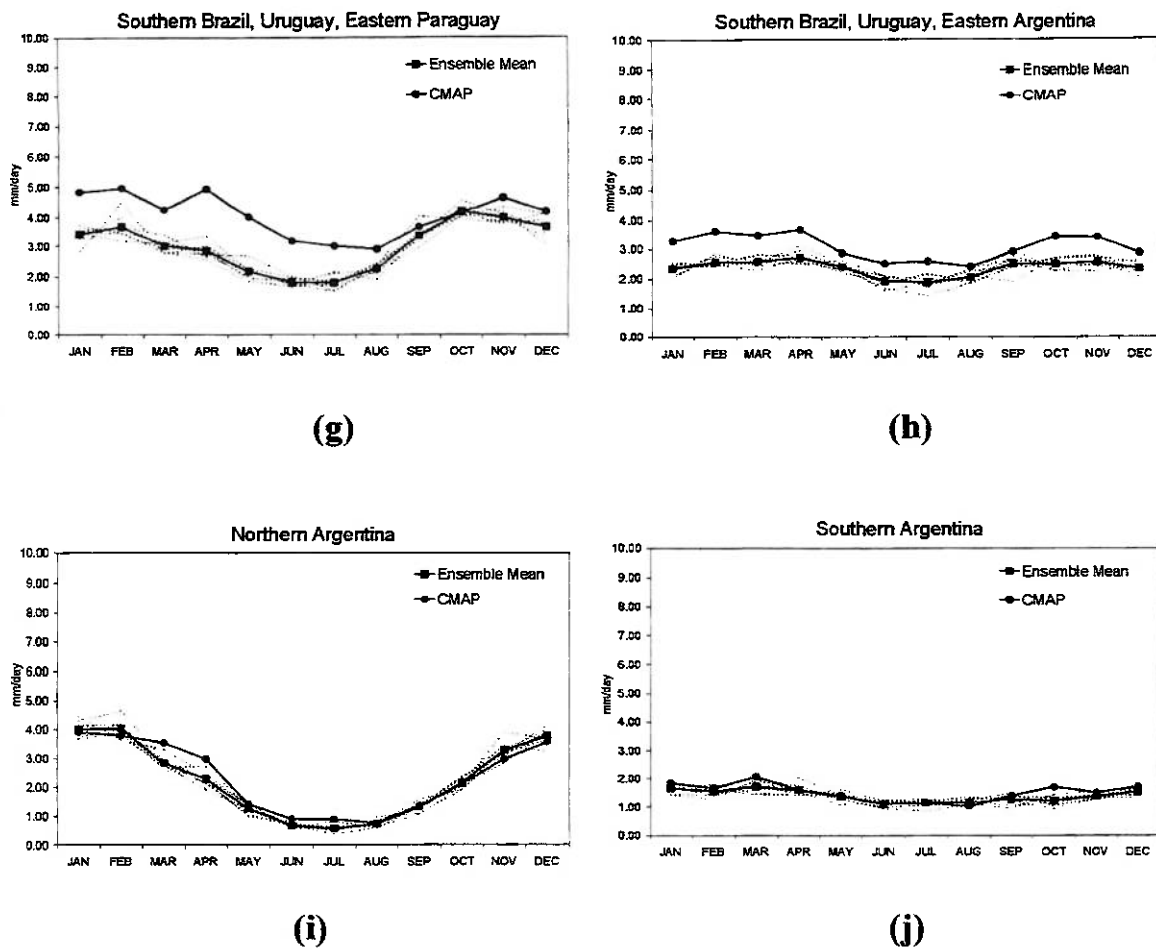 Southern Brazil, Uruguay, Eastern Paraguay
10.00
9.00
8.00
7.00
6.00
5.00
4.00
3.00
2.00
1.00
0.00
mm/day
Ensemble Mean
CMAP
JAN FEB MAR APR MAY JUN JUL AUG SEP OCT NOV DEC
(g)
Southern Brazil, Uruguay, Eastern Argentina
10.00
9.00
8.00
7.00
6.00
5.00
4.00
3.00
2.00
1.00
0.00
mm/day
Ensemble Mean
CMAP
JAN FEB MAR APR MAY JUN JUL AUG SEP OCT NOV DEC
(h)
Northern Argentina
10.00
9.00
8.00
7.00
6.00
5.00
4.00
3.00
2.00
1.00
0.00
mm/day
Ensemble Mean
CMAP
JAN FEB MAR APR MAY JUN JUL AUG SEP OCT NOV DEC
(i)
Southern Argentina
10.00
9.00
8.00
7.00
6.00
5.00
4.00
3.00
2.00
1.00
0.00
mm/day
Ensemble Mean
CMAP
JAN FEB MAR APR MAY JUN JUL AUG SEP OCT NOV DEC
(j)